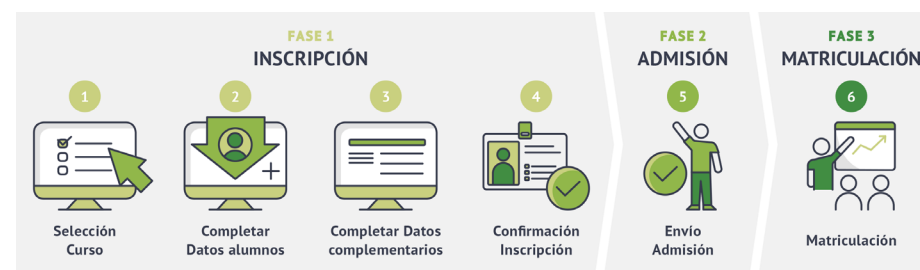 FASE 1
INSCRIPCIÓN
1
2
3
4
Selección
Curso
Completar
Datos alumnos
Completar Datos
complementarios
Confirmación
Inscripción
FASE 2
ADMISIÓN
5
Envío
Admisión
FASE 3
MATRICULACIÓN
6
Matriculación